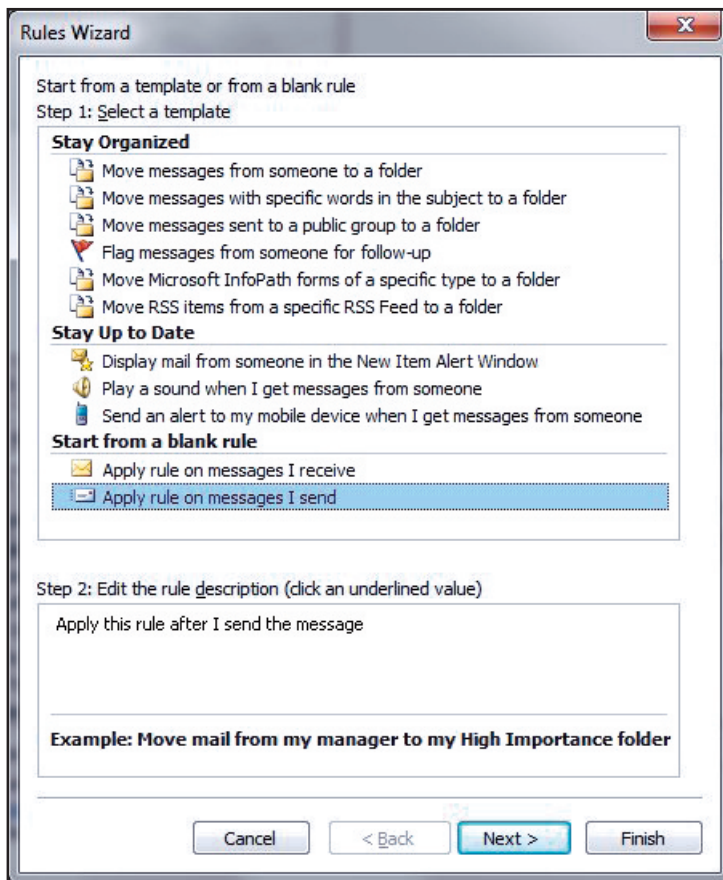 Rules Wizard
Start from a template or from a blank rule
Step 1: Select a template
Stay Organized
Move messages from someone to a folder
Move messages with specific words in the subject to a folder
Move messages sent to a public group to a folder
Flag messages from someone for follow-up
Move Microsoft InfoPath forms of a specific type to a folder
Move RSS items from a specific RSS Feed to a folder
Stay Up to Date
Display mail from someone in the New Item Alert Window
Play a sound when I get messages from someone
Send an alert to my mobile device when I get messages from someone
Start from a blank rule
Apply rule on messages I receive
Apply rule on messages I send
Step 2: Edit the rule description (click an underlined value)
Apply this rule after I send the message
Example: Move mail from my manager to my High Importance folder
Cancel < Back Next > Finish